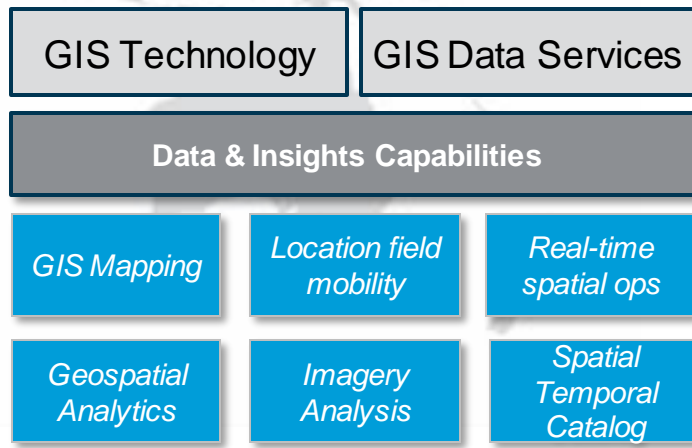 GIS Technology
GIS Data Services
Data & Insights Capabilities
GIS Mapping
Location field
mobility
Real-time
spatial ops
Geospatial
Analytics
Imagery
Analysis
Spatial
Temporal
Catalog